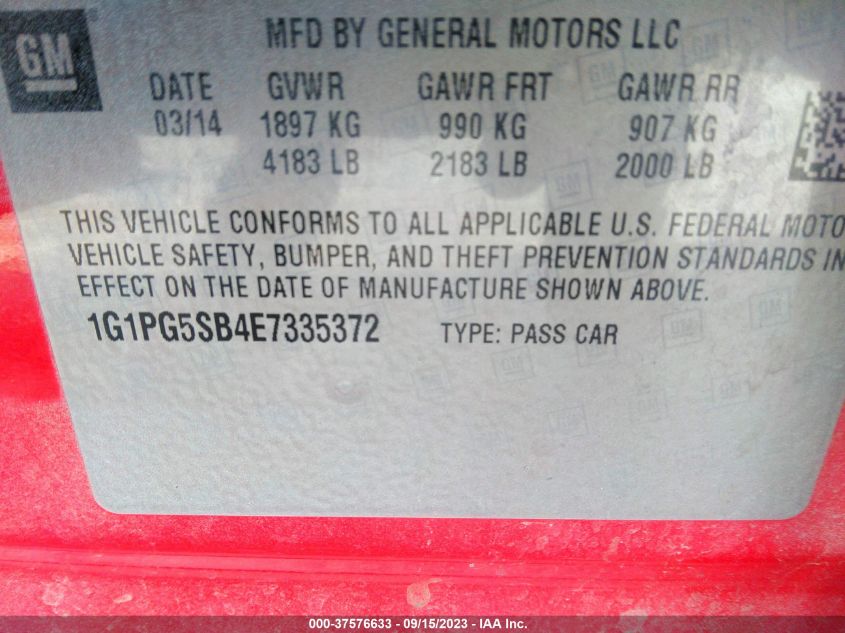 GM MFD BY GENERAL MOTORS LLC
DATE GVWR GAWR FRT GAWR RR
03/14 1897 KG 990 KG 907 KG
4183 LB 2183 LB 2000 LB
THIS VEHICLE CONFORMS TO ALL APPLICABLE U.S. FEDERAL MOTO
VEHICLE SAFETY, BUMPER, AND THEFT PREVENTION STANDARDS IN
EFFECT ON THE DATE OF MANUFACTURE SHOWN ABOVE.
1G1PG5SB4E7335372 TYPE: PASS CAR
000-37576633 - 09/15/2023 - IAA Inc.